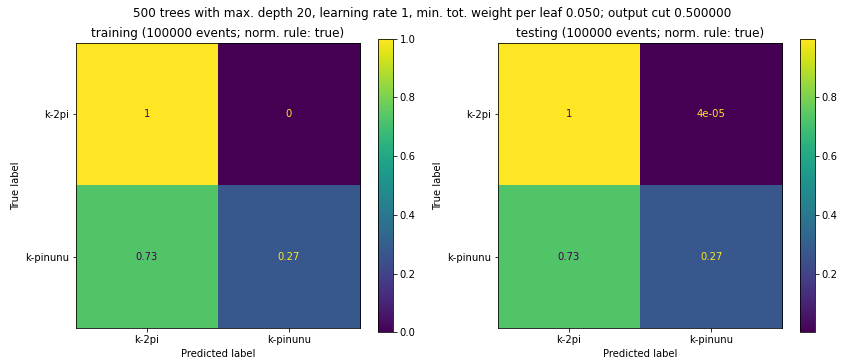 500 trees with max. depth 20, learning rate 1, min. tot. weight per leaf 0.050; output cut 0.500000
training (100000 events; norm. rule: true)
k-2pi
k-pinunu
True label
1
0
0.73
0.27
k-2pi
k-pinunu
Predicted label
1.0
0.8
0.6
0.4
0.2
0.0
testing (100000 events; norm. rule: true)
k-2pi
k-pinunu
True label
1
4e-05
0.73
0.27
k-2pi
k-pinunu
Predicted label
0.8
0.6
0.4
0.2